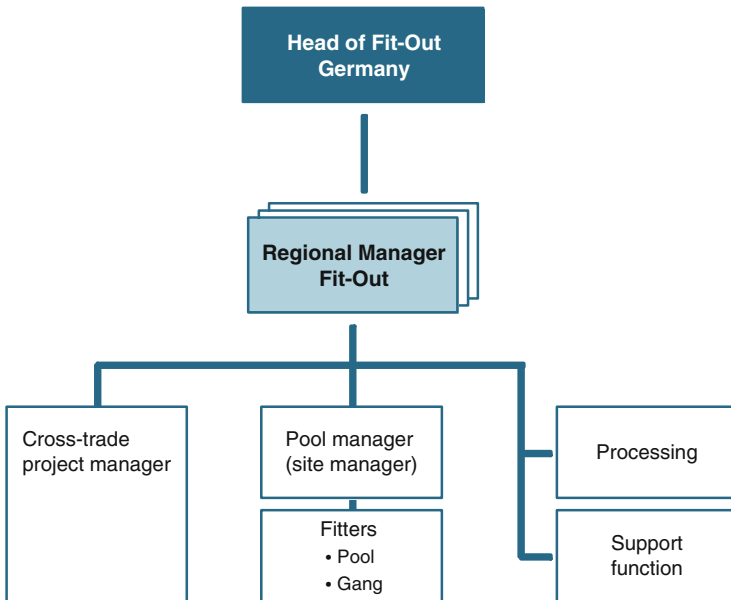 Head of Fit-Out
Germany
Regional Manager
Fit-Out
Cross-trade
project manager
Pool manager
(site manager)
Fitters
• Pool
• Gang
Processing
Support
function